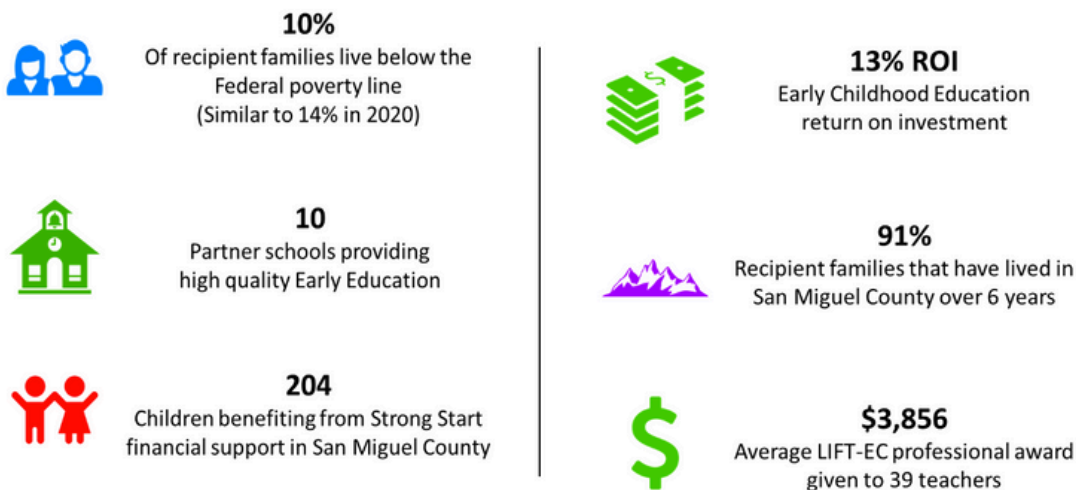 10%
Of recipient families live below the
Federal poverty line
(Similar to 14% in 2020)
10
Partner schools providing
high quality Early Education
204
Children benefiting from Strong Start
financial support in San Miguel County
13% ROI
Early Childhood Education
return on investment
91%
Recipient families that have lived in
San Miguel County over 6 years
$3,856
Average LIFT-EC professional award
given to 39 teachers